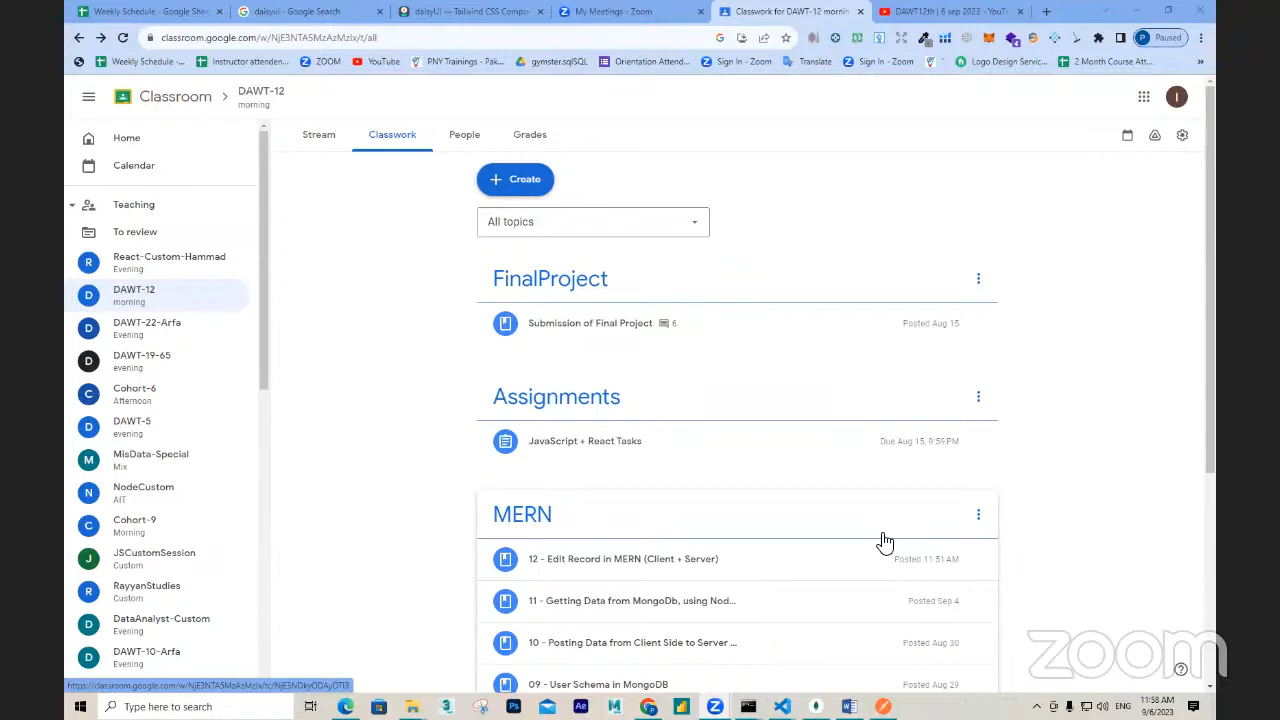 Weekly Schedule - Google Shee
daisyui - Google Search
daisyUI — Tailwind CSS Compo
My Meetings - Zoom
Classwork for DAWT-12 mornin
DAWT12th | 6 sep 2023 - YouT
classroom.google.com/w/NjE3NTA5MzAzMzIx/t/all
Paused
Weekly Schedule -...
Instructor attenden...
ZOOM
YouTube
PNY Trainings - Pak...
gymster.sqlSQL
Orientation Attend...
Sign In - Zoom
Translate
Sign In - Zoom
Logo Design Servic...
2 Month Course Att...
Classroom
DAWT-12
morning
Stream
Classwork
People
Grades
Home
Calendar
Teaching
To review
React-Custom-Hammad
Evening
DAWT-12
morning
DAWT-22-Arfa
Evening
DAWT-19-65
evening
Cohort-6
Afternoon
DAWT-5
evening
MisData-Special
Mix
NodeCustom
AIT
Cohort-9
Morning
JSCustomSession
Custom
RayyanStudies
Custom
DataAnalyst-Custom
Evening
DAWT-10-Arfa
Evening
Create
All topics
FinalProject
Submission of Final Project 6
Posted Aug 15
Assignments
JavaScript + React Tasks
Due Aug 15, 9:59 PM
MERN
12 - Edit Record in MERN (Client + Server)
Posted 11:51 AM
11 - Getting Data from MongoDb, using Nod...
Posted Sep 4
10 - Posting Data from Client Side to Server ...
Posted Aug 30
09 - User Schema in MongoDB
Posted Aug 29
zoom
https://classroom.google.com/w/NjE3NTA5MzAzMzIx/tc/NjE3NDkyODAyOTI3
Type here to search
11:58 AM
9/6/2023